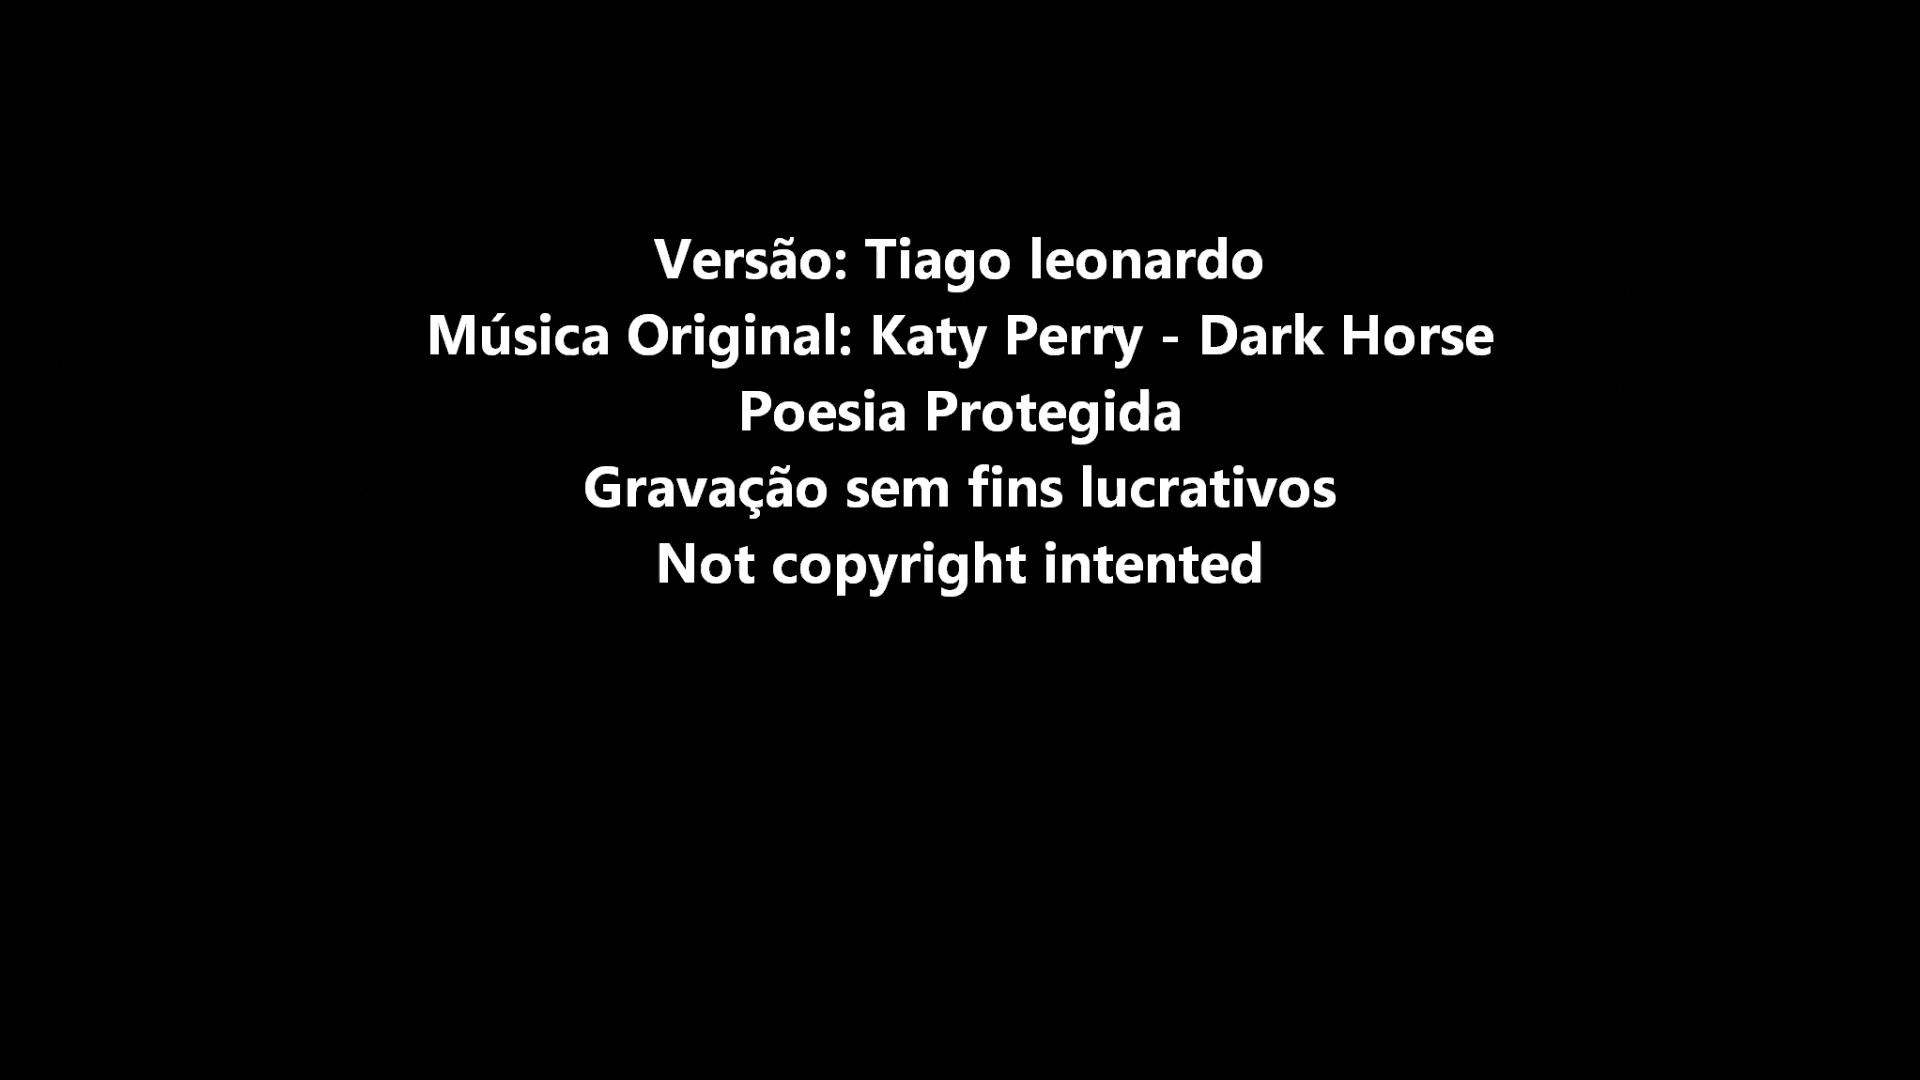 Versão: Tiago leonardo
Música Original: Katy Perry - Dark Horse
Poesia Protegida
Gravação sem fins lucrativos
Not copyright intented